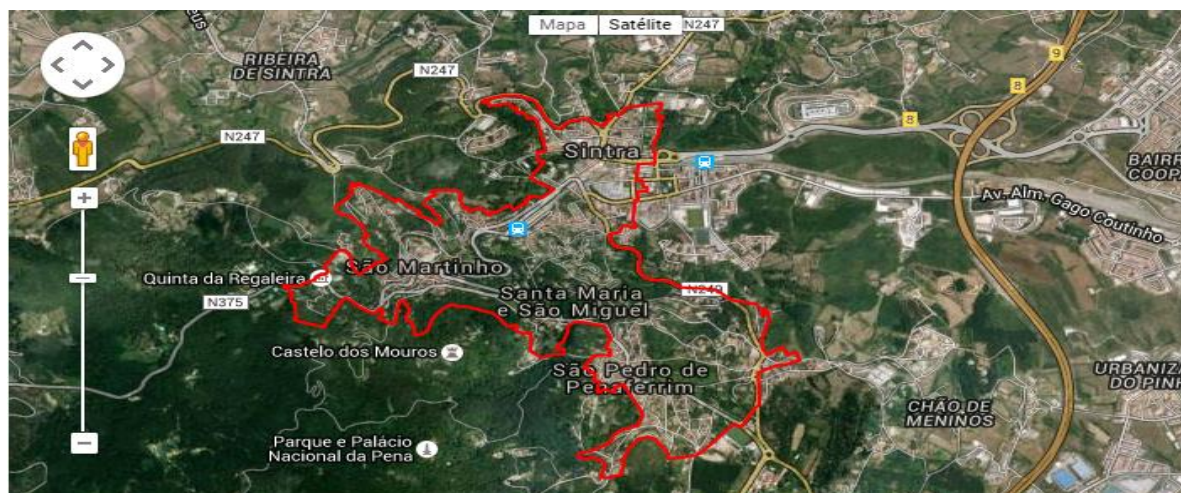 Mapa
Satélite
N247
RIBEIRA
DE SINTRA
N247
9
8
8
N247
Sintra
BAIRR
COOP
Av. Alm. Gago Coutinho
Quinta da Regaleira
São Martinho
N375
Santa Maria
e São Miguel
N249
Castelo dos Mouros
São Pedro de
Penaferrim
URBANIZA
DO PINH
CHÃO DE
MENINOS
Parque e Palácio
Nacional da Pena